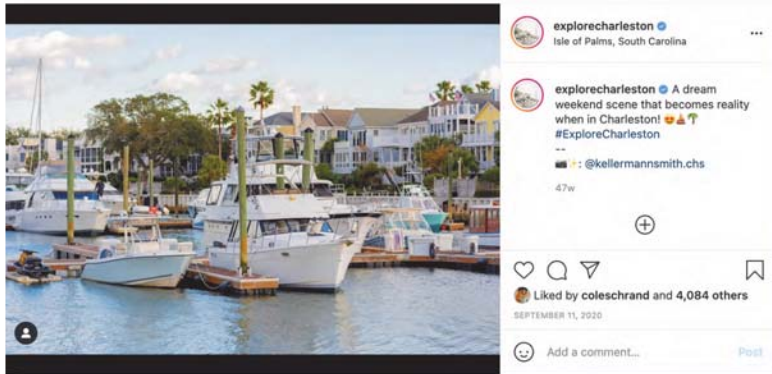 explorecharleston
Isle of Palms, South Carolina
explorecharleston A dream
weekend scene that becomes reality
when in Charleston! 😍⛵🌴
#ExploreCharleston
--
📸✨: @kellermannsmith.chs
47w
Liked by coleschrand and 4,084 others
SEPTEMBER 11, 2020
Add a comment...
Post